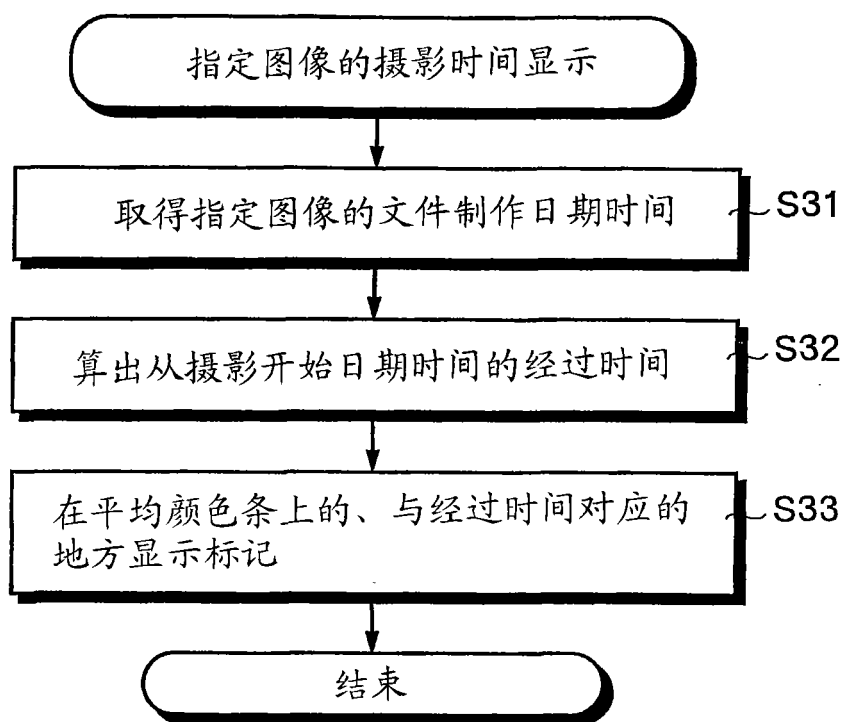 指定图像的摄影时间显示
取得指定图像的文件制作日期时间
S31
算出从摄影开始日期时间的经过时间
S32
在平均颜色条上的、与经过时间对应的
地方显示标记
S33
结束